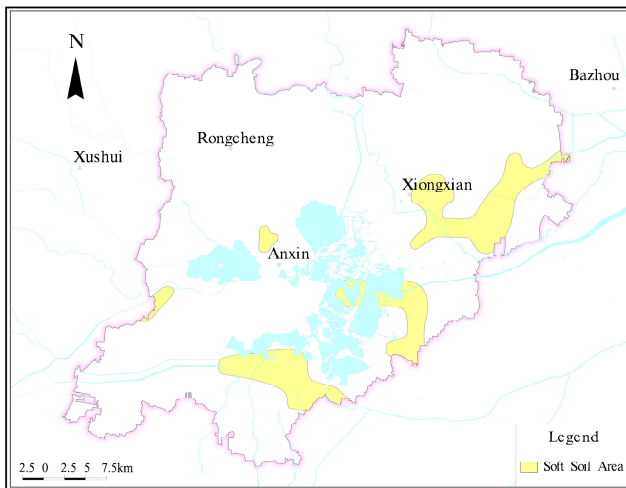 N
Bazhou
Rongcheng
Xushui
Xiongxian
Anxin
Legend
Soft Soil Area
2.5 0 2.5 5 7.5km